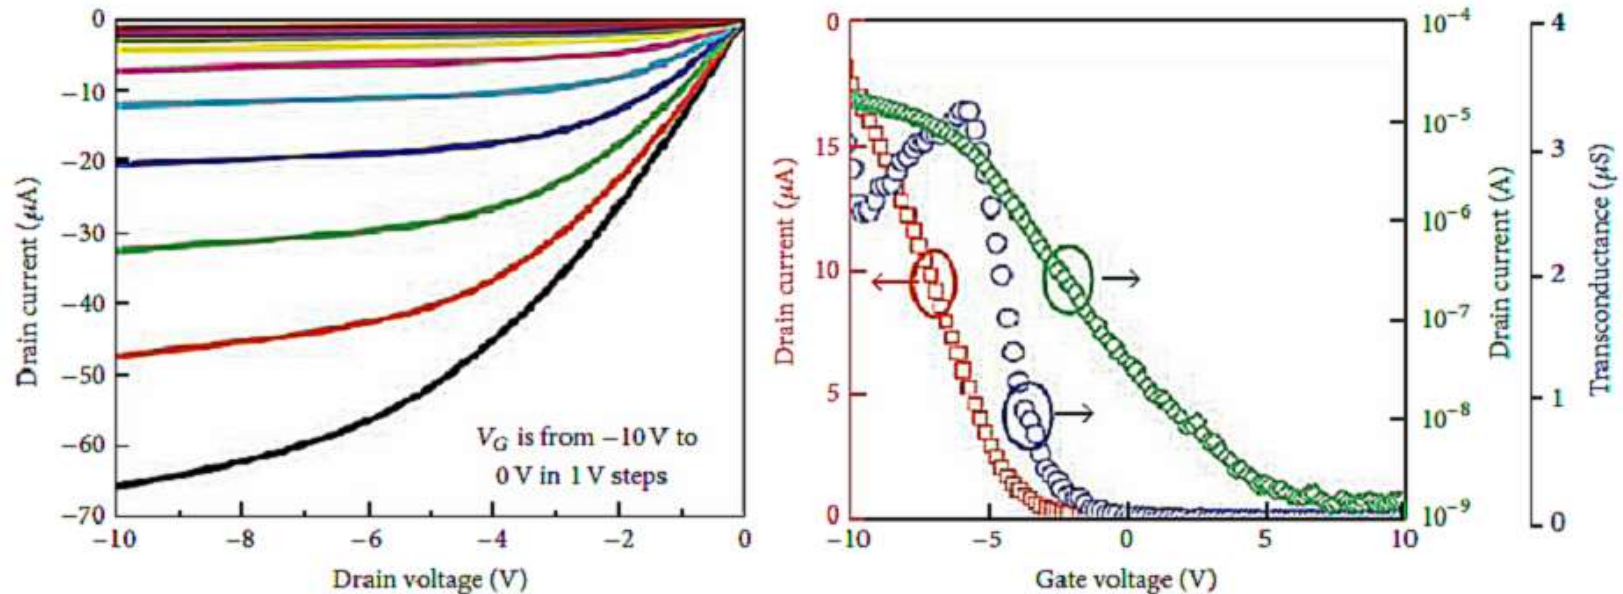 0
−10
−20
−30
−40
−50
−60
−70
Drain current (μA)
−10 −8 −6 −4 −2 0
Drain voltage (V)
V_G is from −10 V to
0 V in 1 V steps
0
15
10
5
0
Drain current (μA)
−10 −5 0 5 10
Gate voltage (V)
10⁻⁴
10⁻⁵
10⁻⁶
10⁻⁷
10⁻⁸
10⁻⁹
Drain current (A)
4
3
2
1
0
Transconductance (μS)